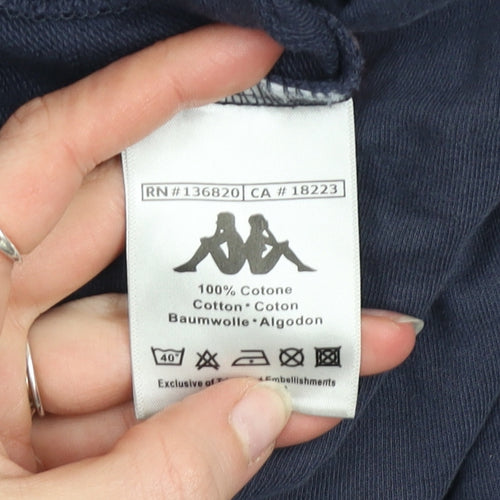 RN #136820 CA # 18223
100% Cotone
Cotton * Coton
Baumwolle * Algodon
40°
Exclusive of Embellishments